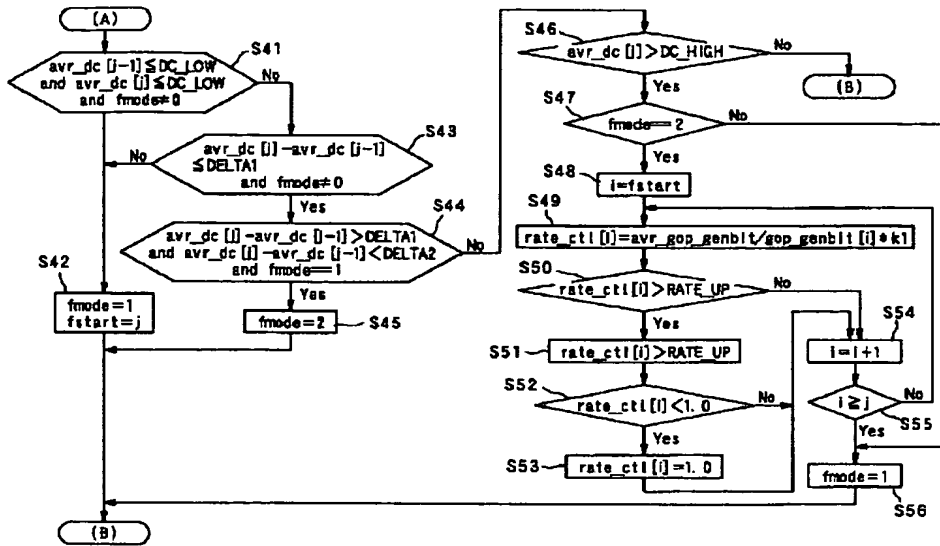 (A)
S41
avr_dc [j-1]≦DC_LOW
and avr_dc [j]≦DC_LOW
and fmode≠0
No
S43
avr_dc [j]-avr_dc [j-1]
≦DELTA1
and fmode≠0
No
Yes
S44
avr_dc [j]-avr_dc [j-1]>DELTA1
and avr_dc [j]-avr_dc [j-1]<DELTA2
and fmode==1
No
S42
fmode=1
fstart=j
Yes
fmode=2
S45
(B)
S46
avr_dc [j]>DC_HIGH
No
(B)
Yes
S47
fmode==2
No
Yes
S48
i=fstart
S49
rate_ctl[i]=avr_gop_genbit/gop_genbit[i]*k1
S50
rate_ctl[i]>RATE_UP
No
Yes
S51
rate_ctl[i]>RATE_UP
S52
rate_ctl[i]<1.0
No
Yes
S53
rate_ctl[i]=1.0
S54
i=i+1
i≧j
No
S55
Yes
fmode=1
S56